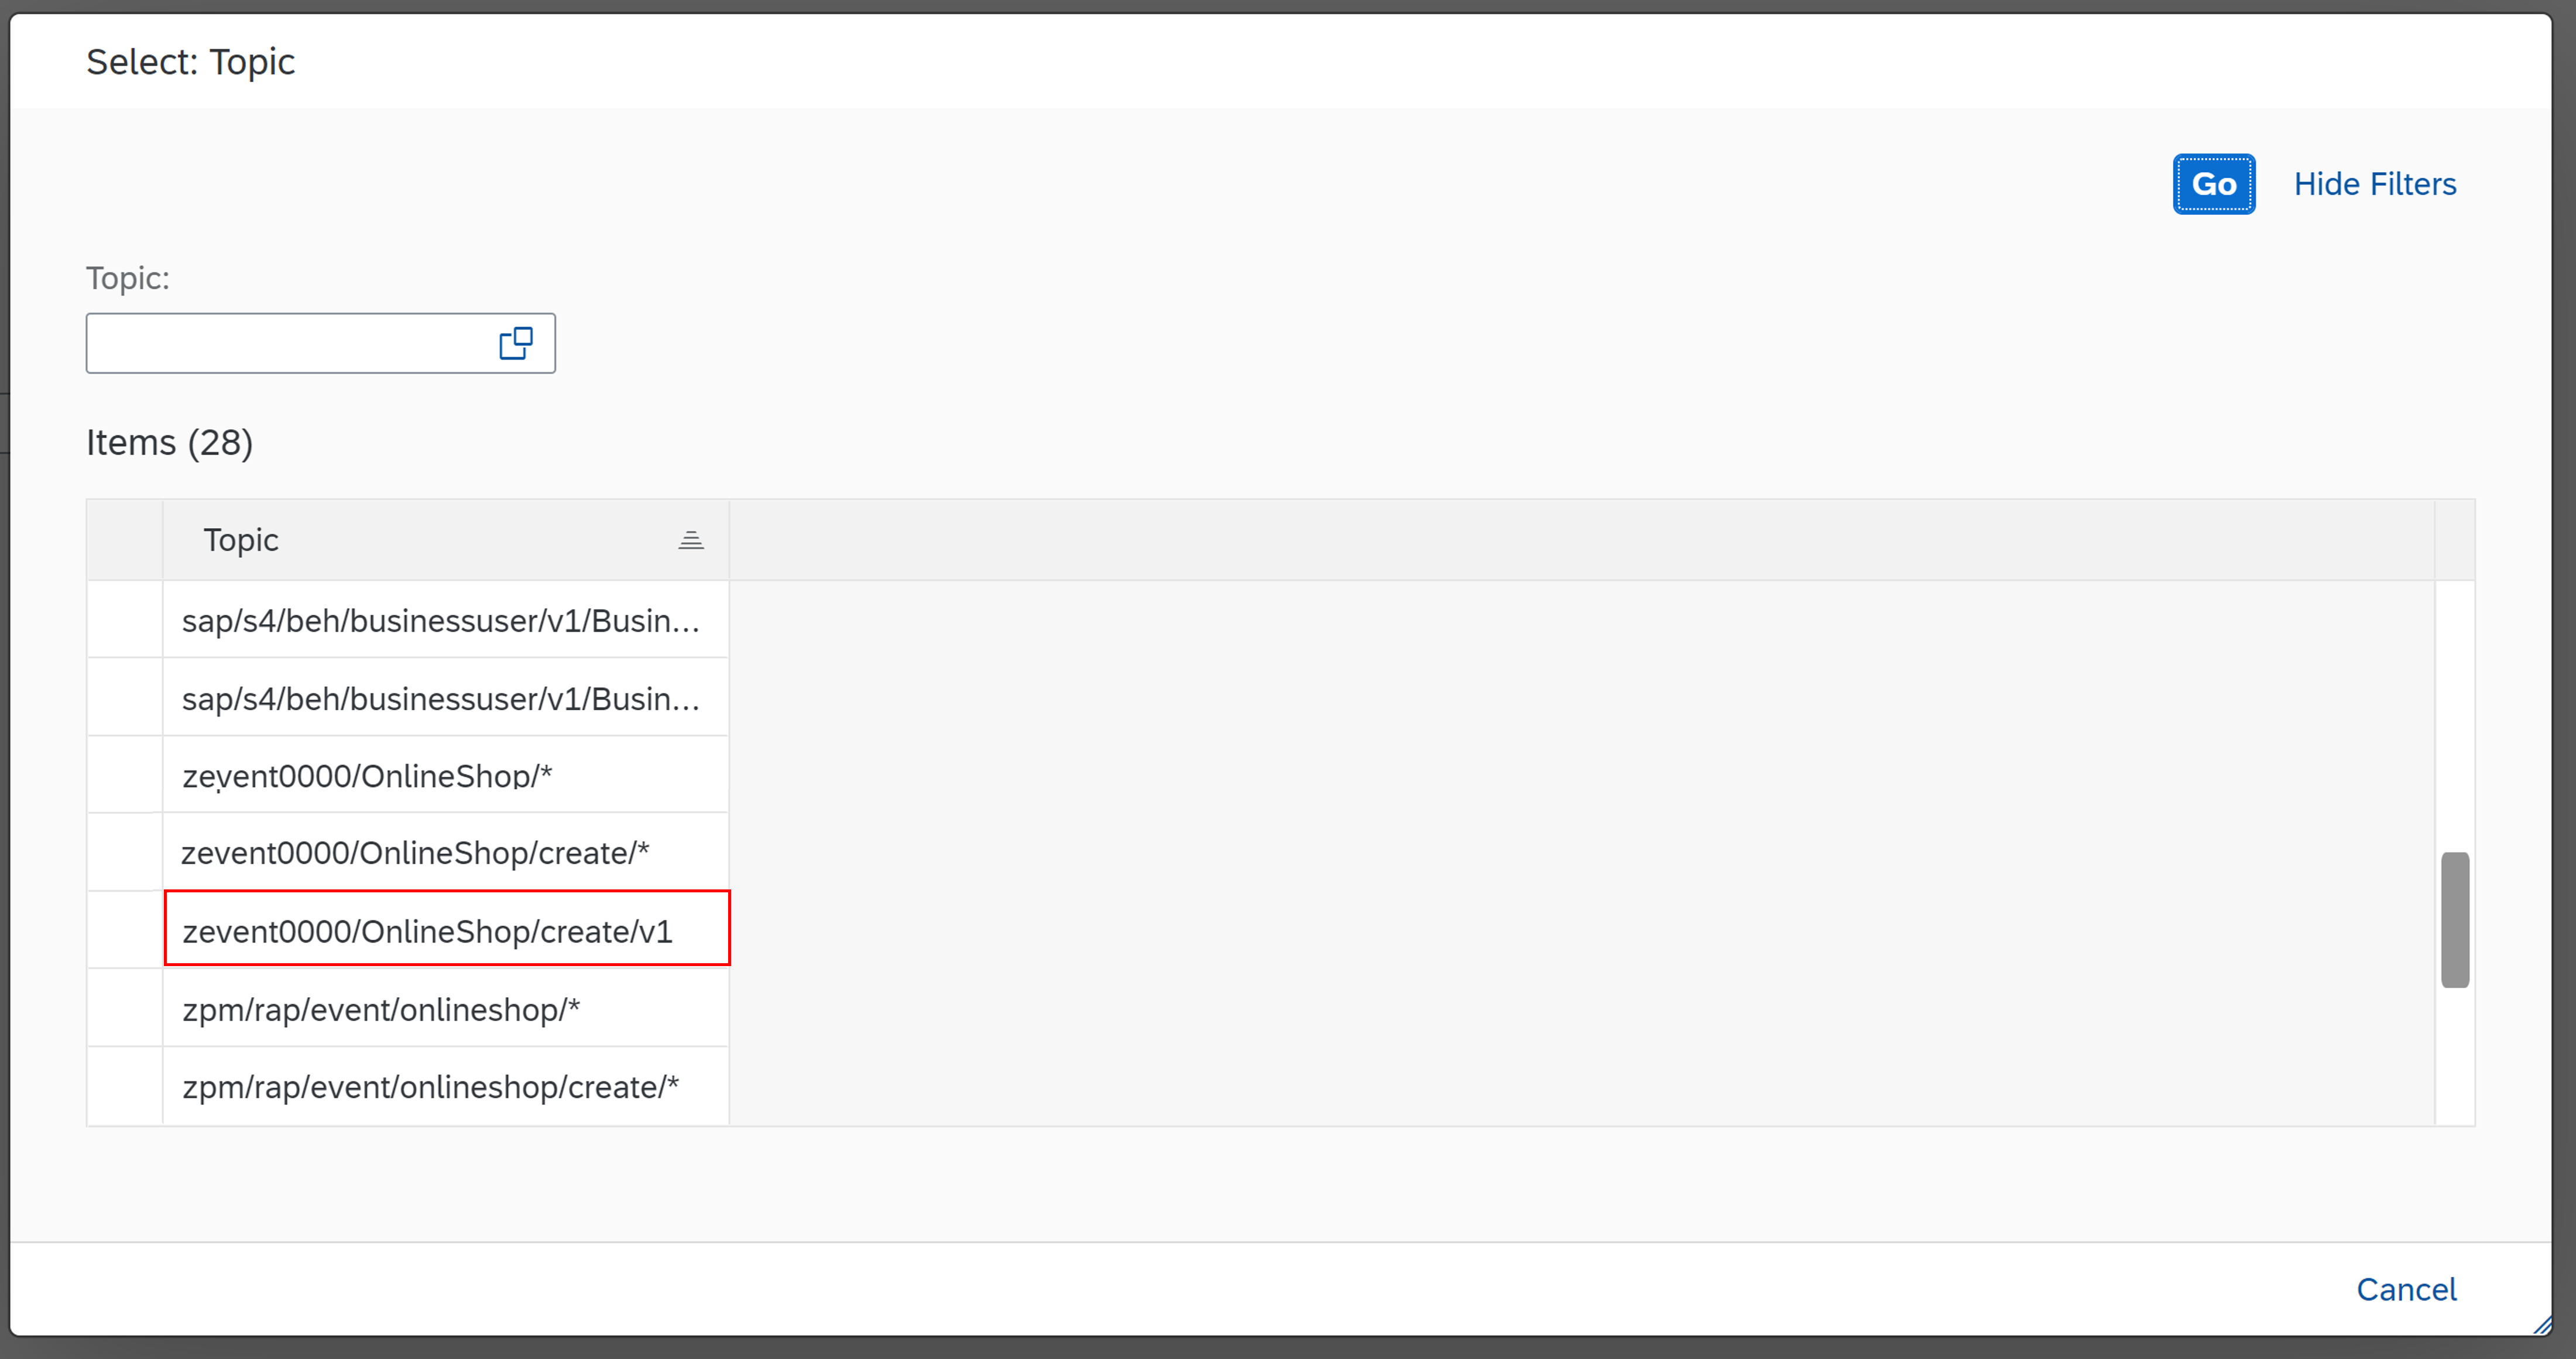 Select: Topic
Go
Hide Filters
Topic:
Items (28)
Topic
sap/s4/beh/businessuser/v1/Busin...
sap/s4/beh/businessuser/v1/Busin...
zevent0000/OnlineShop/*
zevent0000/OnlineShop/create/*
zevent0000/OnlineShop/create/v1
zpm/rap/event/onlineshop/*
zpm/rap/event/onlineshop/create/*
Cancel